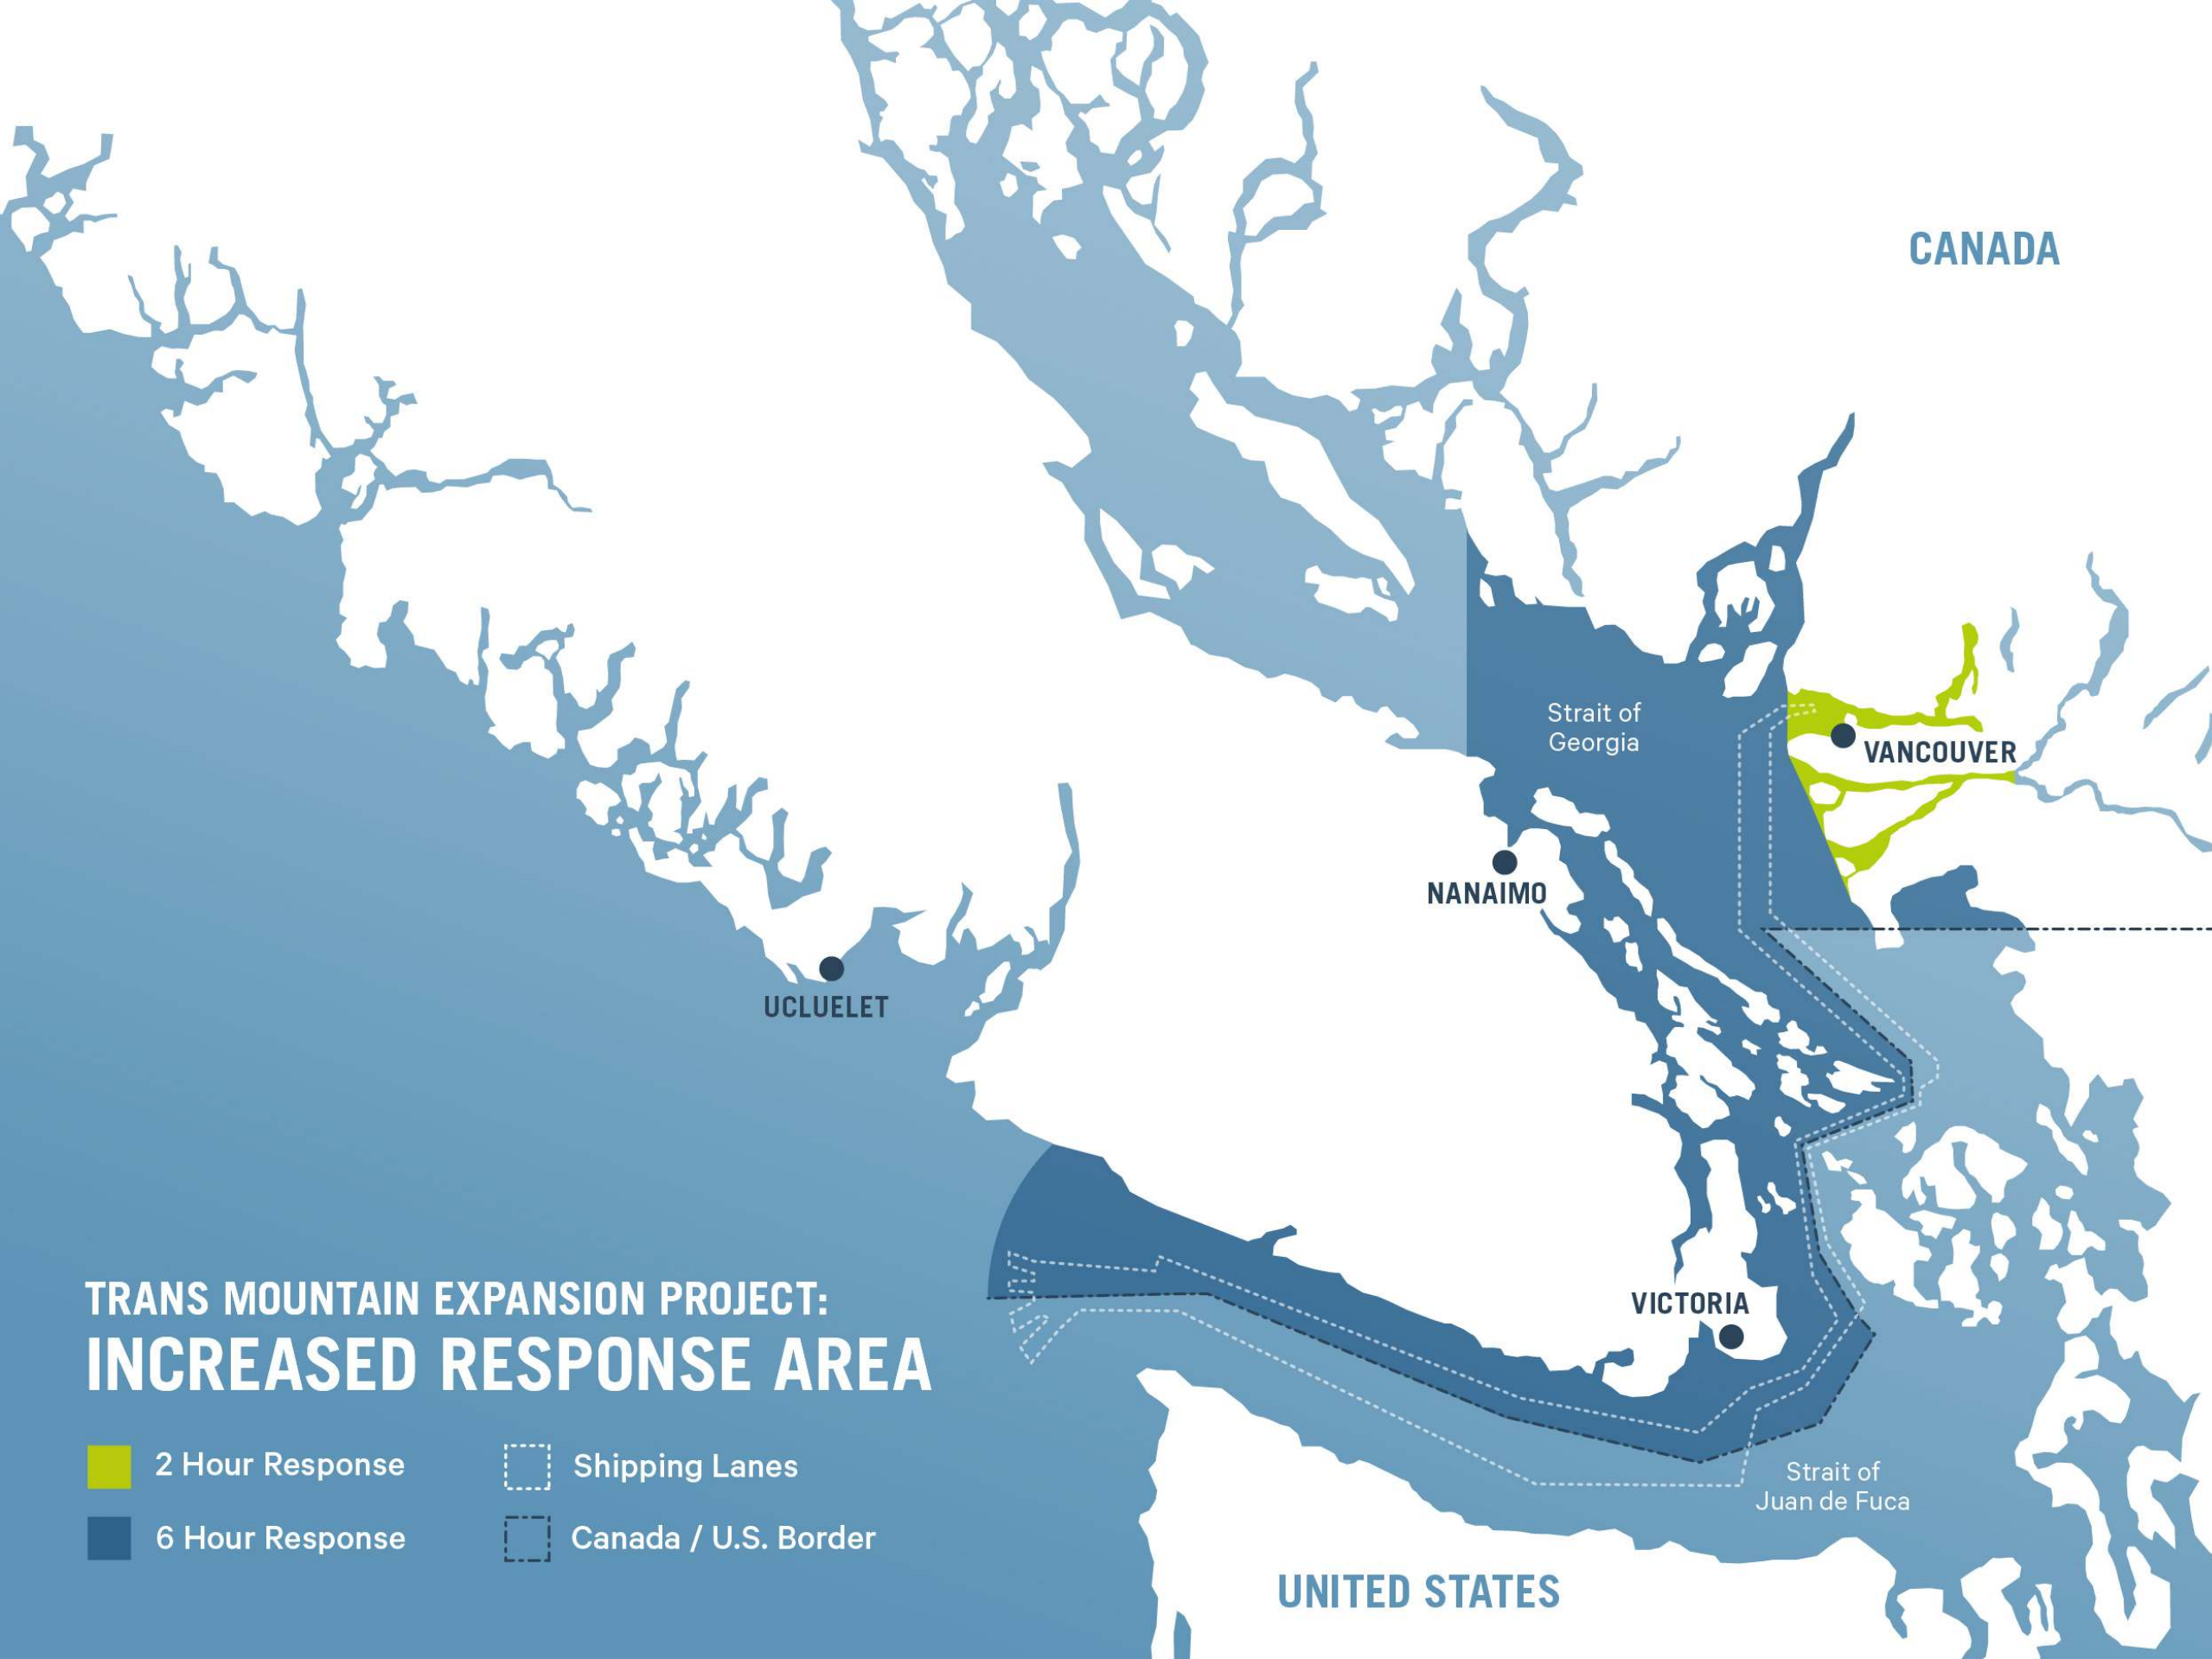 CANADA
Strait of
Georgia
VANCOUVER
NANAIMO
UCLUELET
VICTORIA
TRANS MOUNTAIN EXPANSION PROJECT:
INCREASED RESPONSE AREA
2 Hour Response
Shipping Lanes
6 Hour Response
Canada / U.S. Border
Strait of
Juan de Fuca
UNITED STATES